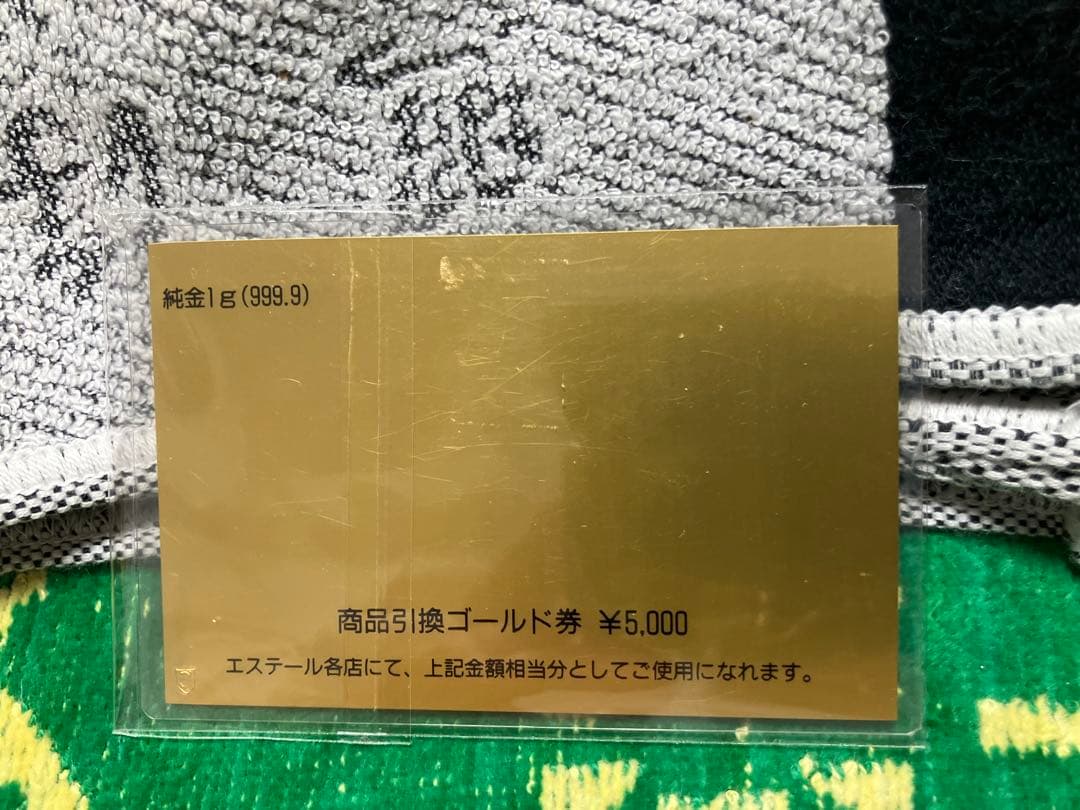 純金1g(999.9)
商品引換ゴールド券 ¥5,000
エステール各店にて、上記金額相当分としてご使用になれます。